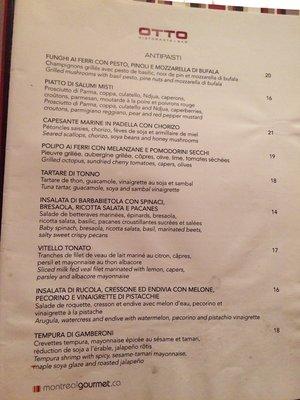 OTTO
RISTORANTE • BAR
ANTIPASTI
FUNGHI AI FERRI CON PESTO, PINOLI E MOZZARELLA DI BUFALA
Champignons grillés avec pesto de basilic, noix de pin et mozzarella di bufala 20
Grilled mushrooms with basil pesto, pine nuts and mozzarella di bufala
PIATTO DI SALUMI MISTI
Prosciutto di Parma, coppa, culatello, Ndjua, caperons, 16
croûtons, parmesan, moutarde à la poire et poivrons rouge
Prosciutto di Parma, coppa, culatello, Ndjua, caperberries,
croutons, parmigiano reggiano, pear and red pepper mustard
CAPESANTE MARINE IN PADELLA CON CHORIZO
Pétoncles saisies, chorizo, fèves de soja et armillaire de miel 21
Seared scallops, chorizo, soya beans and honey mushrooms
POLIPO AI FERRI CON MELANZANE E POMODORINI SECCHI
Pieuvre grillée, aubergine grillée, câpres, olive, lime, tomates séchées 19
Grilled octopus, sundried cherry tomatoes, capers, olives
TARTARE DI TONNO
Tartare de thon, guacamole, vinaigrette au soja et sambal 18
Tuna tartar, guacamole, soya and sambal vinaigrette
INSALATA DI BARBABIETOLA CON SPINACI,
BRESAOLA, RICOTTA SALATA E PACANES
Salade de betteraves marinées, épinards, bresaola, 14
ricotta salata, basilic, pacanes croustillantes sucrées et salées
Baby spinach, bresaola, ricotta salata, basil, marinated beets,
salty sweet crispy pecans
VITELLO TONATO
Tranches de filet de veau de lait mariné au citron, câpres, 17
persil et mayonnaise au thon albacore
Sliced milk fed veal filet marinated with lemon, capers,
parsley and albacore mayonnaise
INSALATA DI RUCOLA, CRESSONE ED ENDIVIA CON MELONE,
PECORINO E VINAIGRETTE DI PISTACCHIE 16
Salade de roquette, cresson et endive avec melon d'eau, pecorino et
vinaigrette à la pistache
Arugula, watercress and endive with watermelon, pecorino and pistachio vinaigrette
TEMPURA DI GAMBERONI
Crevettes tempura, mayonnaise épicée au sésame et tamari, 18
réduction de soja à l'érable, jalapeño rôtis
Tempura shrimp with spicy, sesame-tamari mayonnaise,
maple soya glaze and roasted jalapeño
montrealgourmet.ca